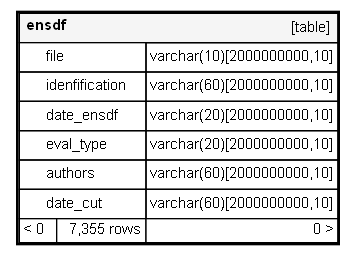 ensdf [table]
file varchar(10)[2000000000,10]
idenfification varchar(60)[2000000000,10]
date_ensdf varchar(20)[2000000000,10]
eval_type varchar(20)[2000000000,10]
authors varchar(60)[2000000000,10]
date_cut varchar(60)[2000000000,10]
< 0 7,355 rows 0 >